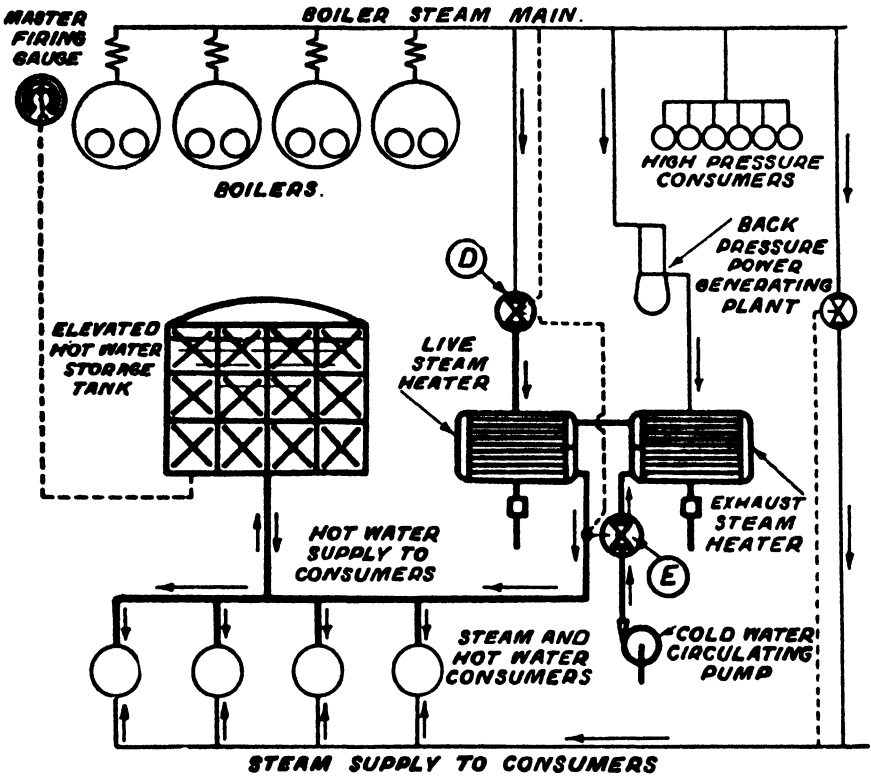 BOILER STEAM MAIN.
MASTER
FIRING
GAUGE
BOILERS.
HIGH PRESSURE
CONSUMERS
BACK
PRESSURE
POWER
GENERATING
PLANT
D
ELEVATED
HOT WATER
STORAGE
TANK
LIVE
STEAM
HEATER
EXHAUST
STEAM
HEATER
HOT WATER
SUPPLY TO
CONSUMERS
E
STEAM AND
HOT WATER
CONSUMERS
COLD WATER
CIRCULATING
PUMP
STEAM SUPPLY TO CONSUMERS